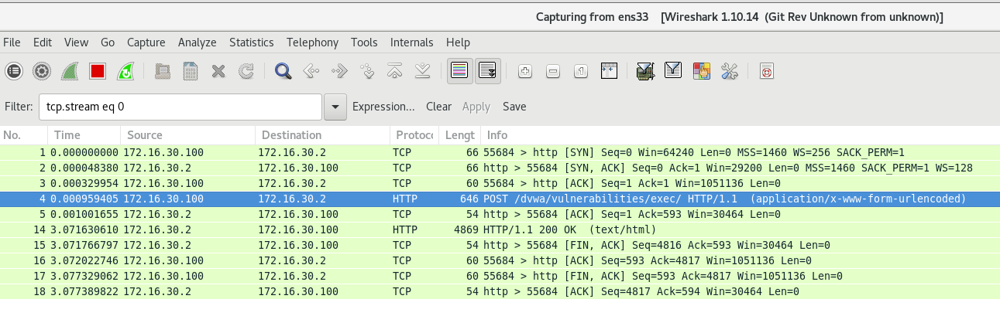 Capturing from ens33 [Wireshark 1.10.14 (Git Rev Unknown from unknown)]
File Edit View Go Capture Analyze Statistics Telephony Tools Internals Help
Filter: tcp.stream eq 0 Expression... Clear Apply Save
No. Time Source Destination Protoco Lengt Info
1 0.000000000 172.16.30.100 172.16.30.2 TCP 66 55684 > http [SYN] Seq=0 Win=64240 Len=0 MSS=1460 WS=256 SACK_PERM=1
2 0.000048380 172.16.30.2 172.16.30.100 TCP 66 http > 55684 [SYN, ACK] Seq=0 Ack=1 Win=29200 Len=0 MSS=1460 SACK_PERM=1 WS=128
3 0.000329954 172.16.30.100 172.16.30.2 TCP 60 55684 > http [ACK] Seq=1 Ack=1 Win=1051136 Len=0
4 0.000959405 172.16.30.100 172.16.30.2 HTTP 646 POST /dvwa/vulnerabilities/exec/ HTTP/1.1 (application/x-www-form-urlencoded)
5 0.001001655 172.16.30.2 172.16.30.100 TCP 54 http > 55684 [ACK] Seq=1 Ack=593 Win=30464 Len=0
14 3.071630610 172.16.30.2 172.16.30.100 HTTP 4869 HTTP/1.1 200 OK (text/html)
15 3.071766797 172.16.30.2 172.16.30.100 TCP 54 http > 55684 [FIN, ACK] Seq=4816 Ack=593 Win=30464 Len=0
16 3.072022746 172.16.30.100 172.16.30.2 TCP 60 55684 > http [ACK] Seq=593 Ack=4817 Win=1051136 Len=0
17 3.077329062 172.16.30.100 172.16.30.2 TCP 60 55684 > http [FIN, ACK] Seq=593 Ack=4817 Win=1051136 Len=0
18 3.077389822 172.16.30.2 172.16.30.100 TCP 54 http > 55684 [ACK] Seq=4817 Ack=594 Win=30464 Len=0